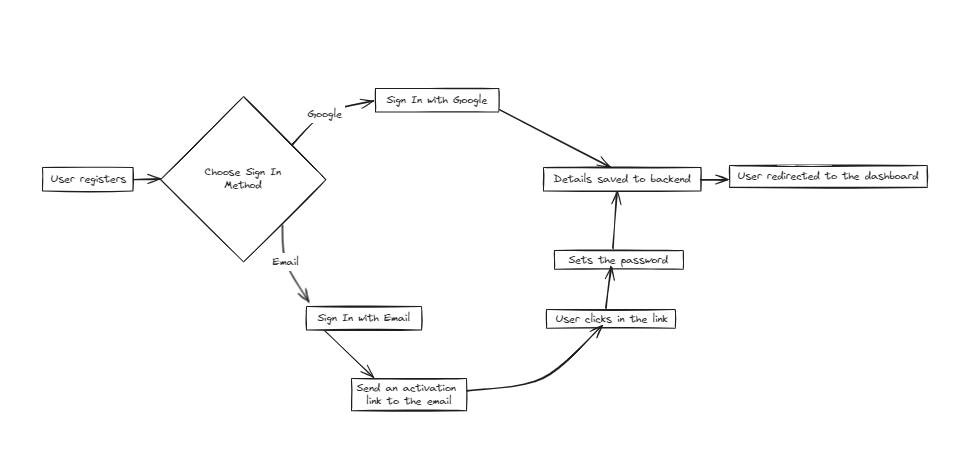 Google
Sign In with Google
User registers
Choose Sign In
Method
Details saved to backend
User redirected to the dashboard
Email
Sets the password
Sign In with Email
User clicks in the link
Send an activation
link to the email